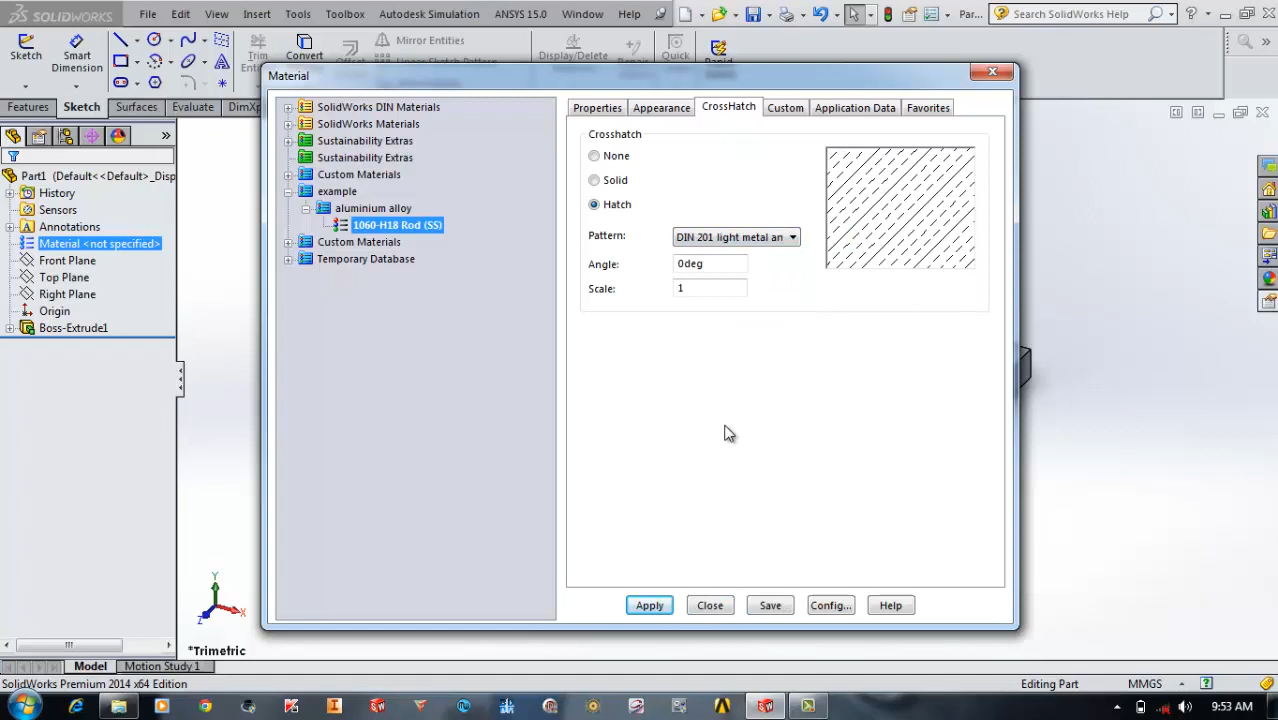 SOLIDWORKS File Edit View Insert Tools Toolbox Autodesk Simulation ANSYS 15.0 Window Help Par... Search SolidWorks Help
Sketch Smart Dimension Trim Convert Mirror Entities Display/Delete Quick Rapid
Features Sketch Surfaces Evaluate DimXp
Material
Part1 (Default<<Default>_Disp
History
Sensors
Annotations
Material <not specified>
Front Plane
Top Plane
Right Plane
Origin
Boss-Extrude1
SolidWorks DIN Materials
SolidWorks Materials
Sustainability Extras
Sustainability Extras
Custom Materials
example
aluminium alloy
1060-H18 Rod (SS)
Custom Materials
Temporary Database
Properties Appearance CrossHatch Custom Application Data Favorites
Crosshatch
None
Solid
Hatch
Pattern: DIN 201 light metal an
Angle: 0deg
Scale: 1
Apply Close Save Config... Help
Y
X
Z
*Trimetric
Model Motion Study 1
SolidWorks Premium 2014 x64 Edition Editing Part MMGS
9:53 AM